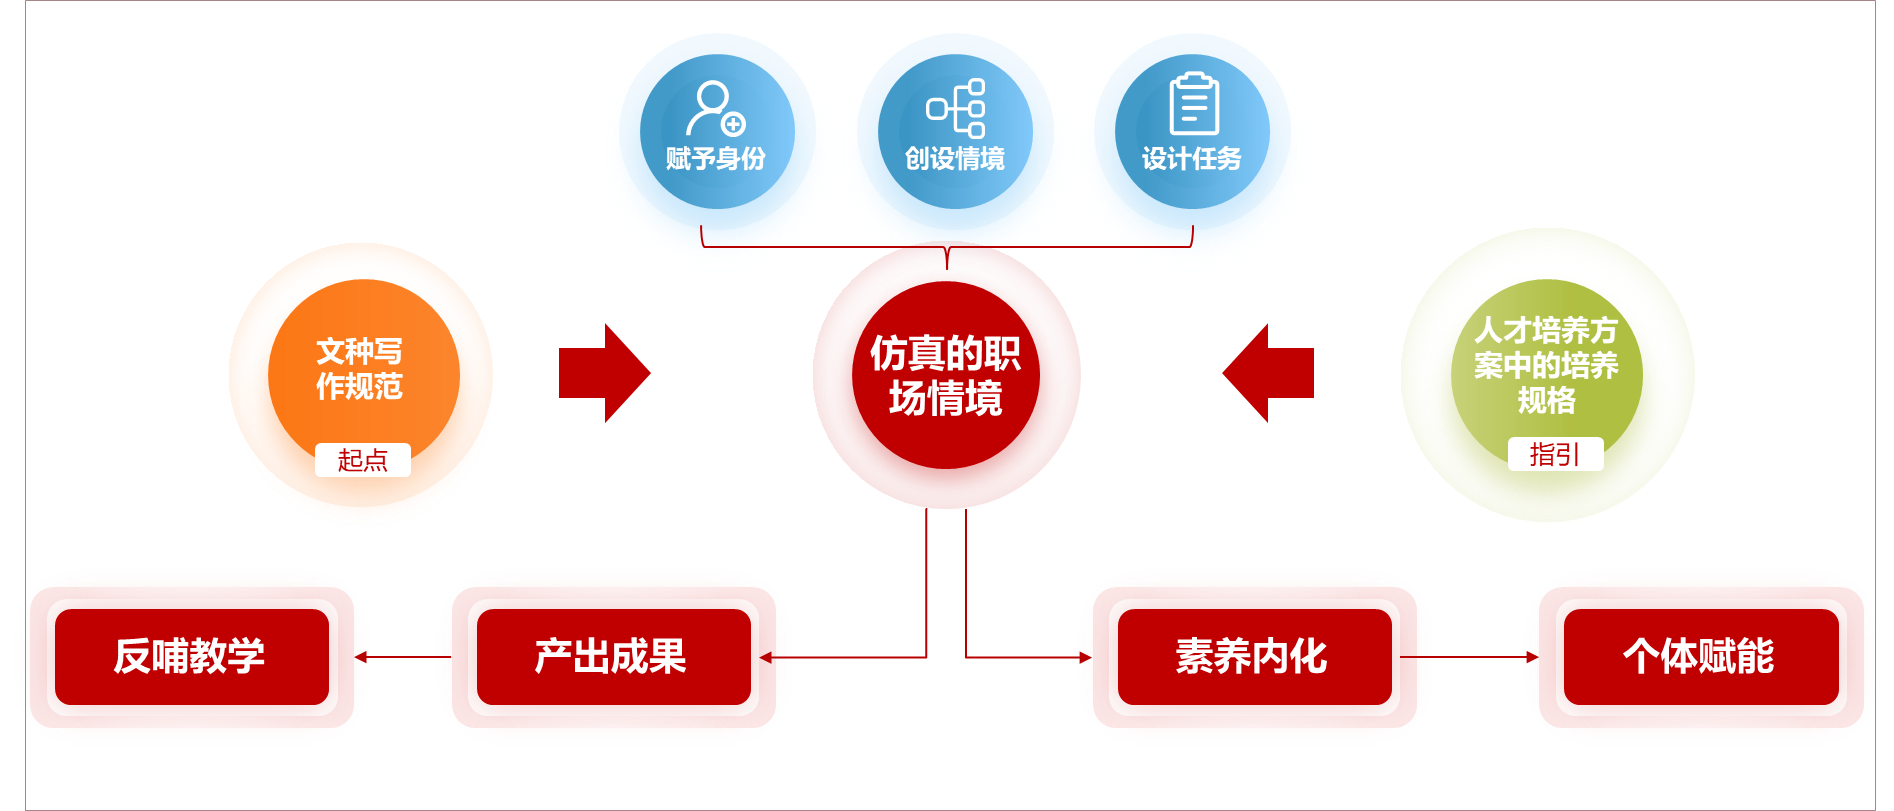 赋予身份
创设情境
设计任务
文种写
作规范
起点
仿真的职
场情境
人才培养方
案中的培养
规格
指引
反哺教学
产出成果
素养内化
个体赋能